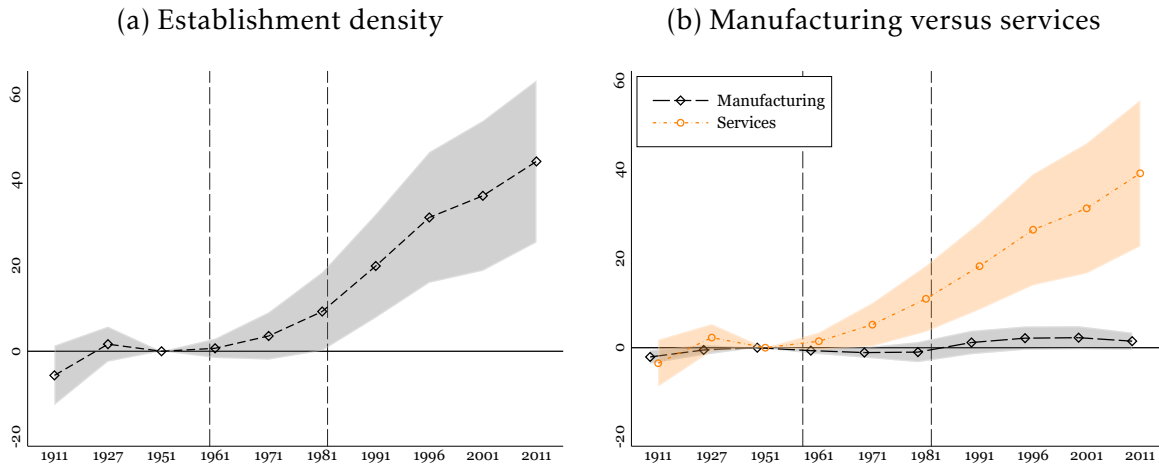 (a) Establishment density
60
40
20
0
-20
1911 1927 1951 1961 1971 1981 1991 1996 2001 2011
(b) Manufacturing versus services
Manufacturing
Services
60
40
20
0
-20
1911 1927 1951 1961 1971 1981 1991 1996 2001 2011